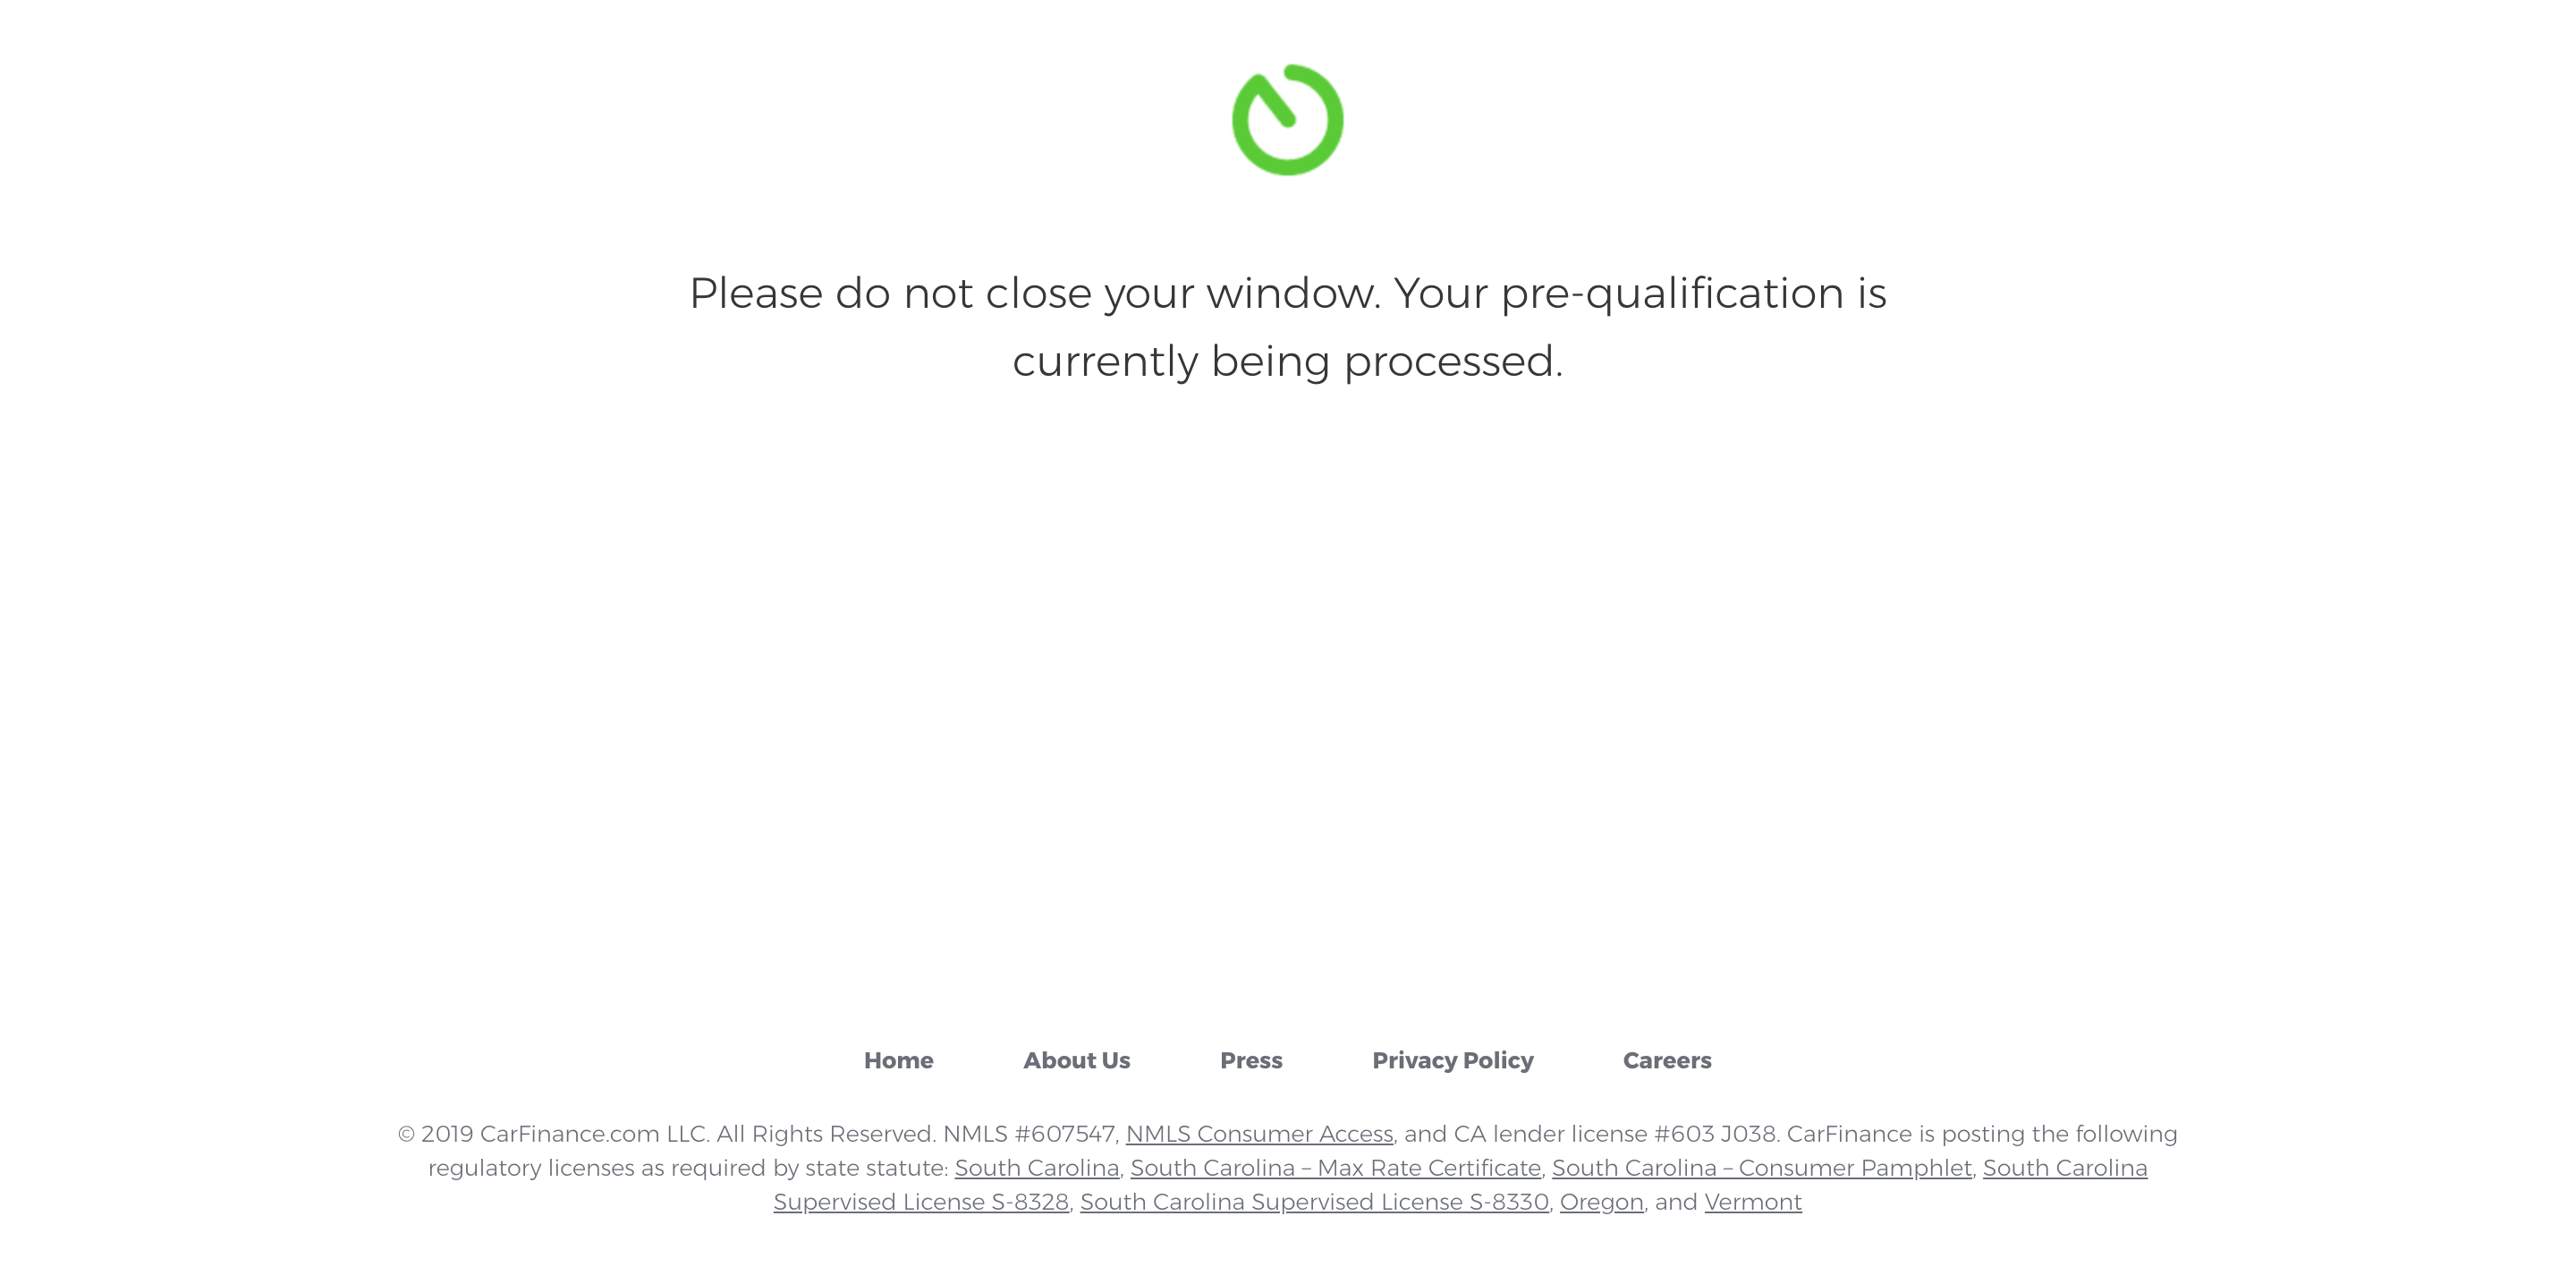 Please do not close your window. Your pre-qualification is
currently being processed.
Home About Us Press Privacy Policy Careers
© 2019 CarFinance.com LLC. All Rights Reserved. NMLS #607547, NMLS Consumer Access, and CA lender license #603 J038. CarFinance is posting the following
regulatory licenses as required by state statute: South Carolina, South Carolina – Max Rate Certificate, South Carolina – Consumer Pamphlet, South Carolina
Supervised License S-8328, South Carolina Supervised License S-8330, Oregon, and Vermont